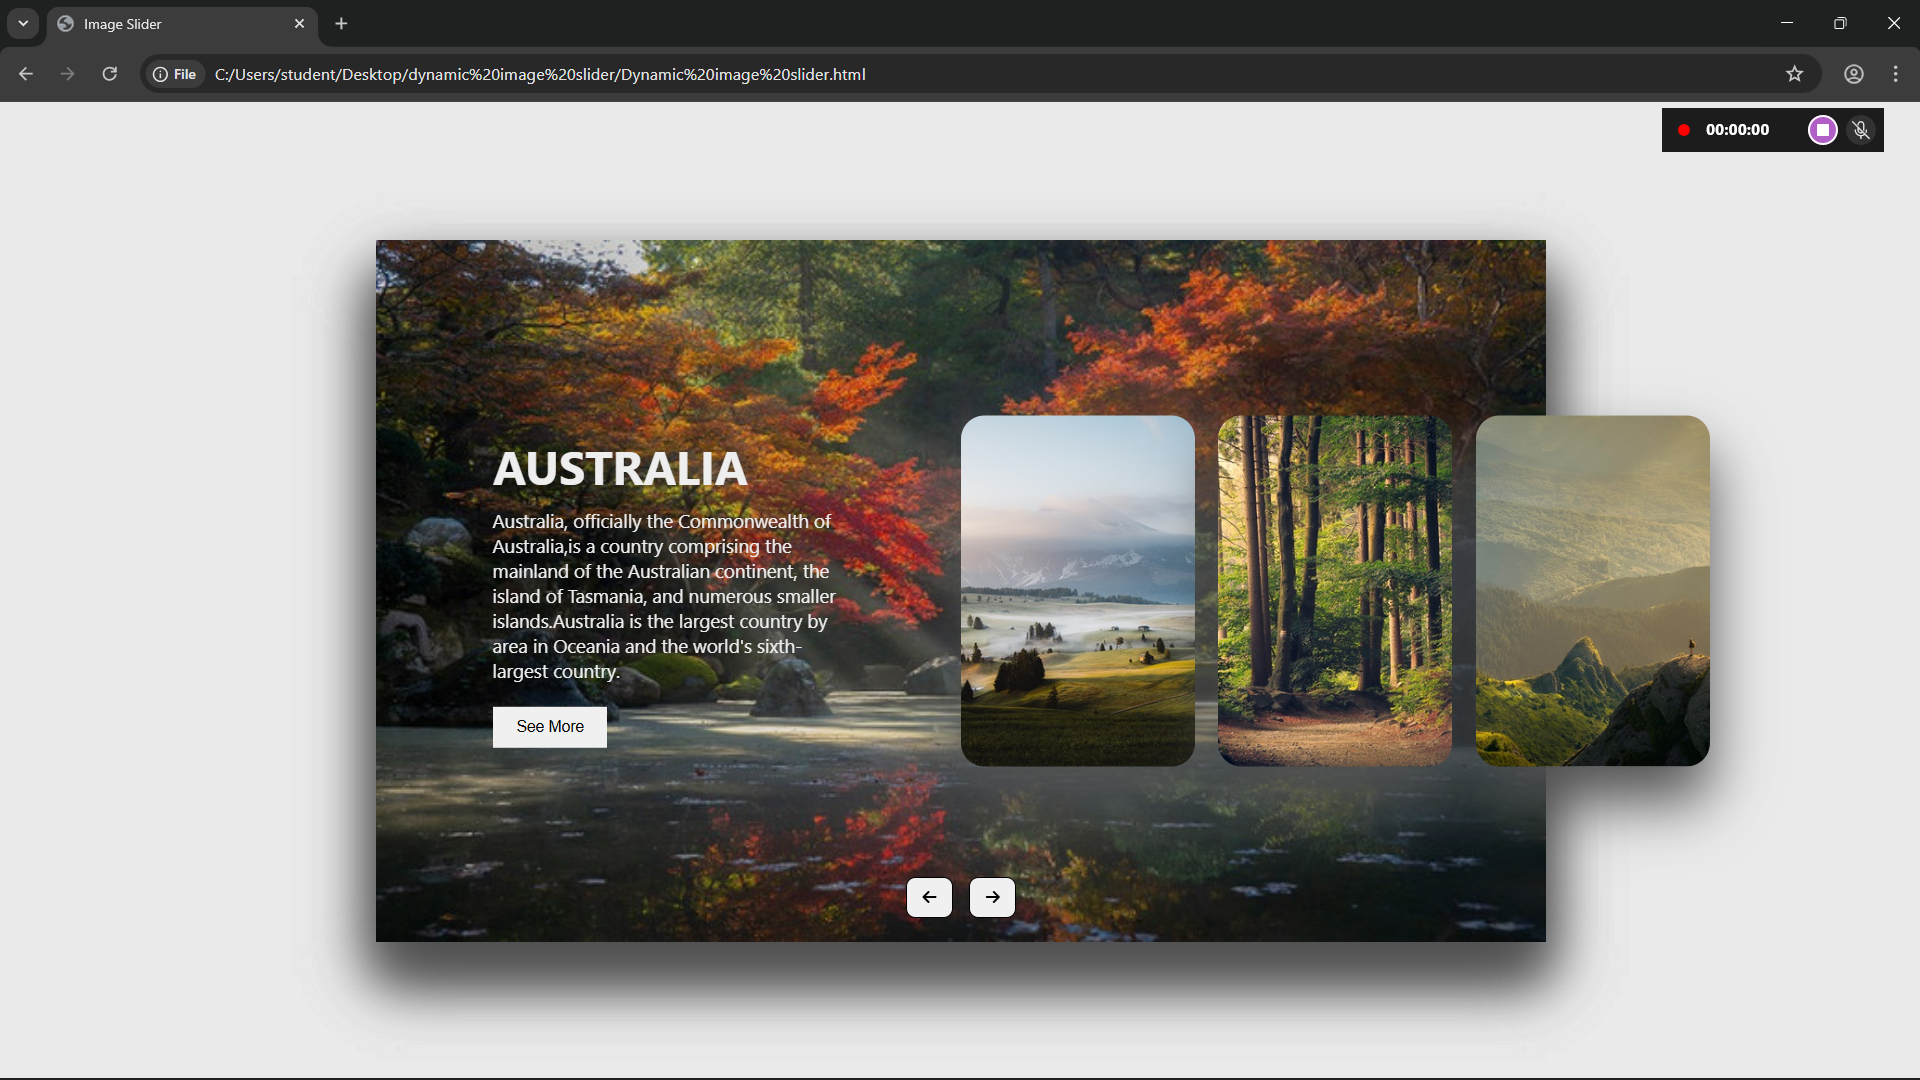 Image Slider
File
C:/Users/student/Desktop/dynamic%20image%20slider/Dynamic%20image%20slider.html
00:00:00
AUSTRALIA
Australia, officially the Commonwealth of
Australia,is a country comprising the
mainland of the Australian continent, the
island of Tasmania, and numerous smaller
islands.Australia is the largest country by
area in Oceania and the world's sixth-
largest country.
See More